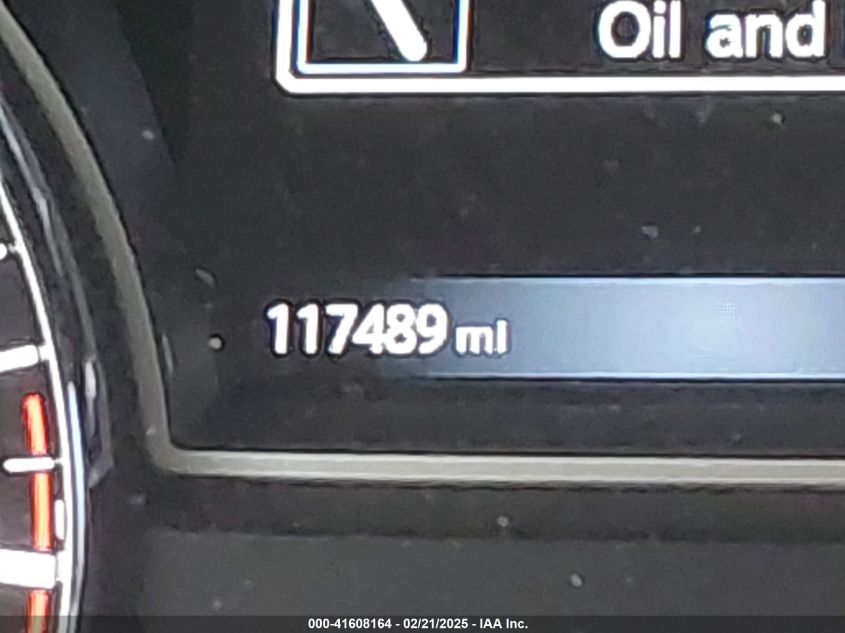 Oil and
117489 mi
000-41608164 - 02/21/2025 - IAA Inc.